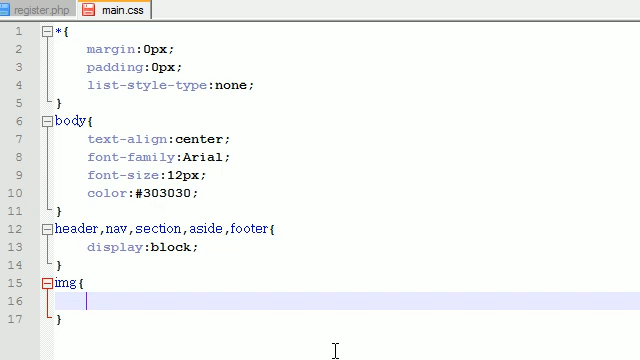 register.php main.css
1 *{
2 margin:0px;
3 padding:0px;
4 list-style-type:none;
5 }
6 body{
7 text-align:center;
8 font-family:Arial;
9 font-size:12px;
10 color:#303030;
11 }
12 header,nav,section,aside,footer{
13 display:block;
14 }
15 img{
16
17 }